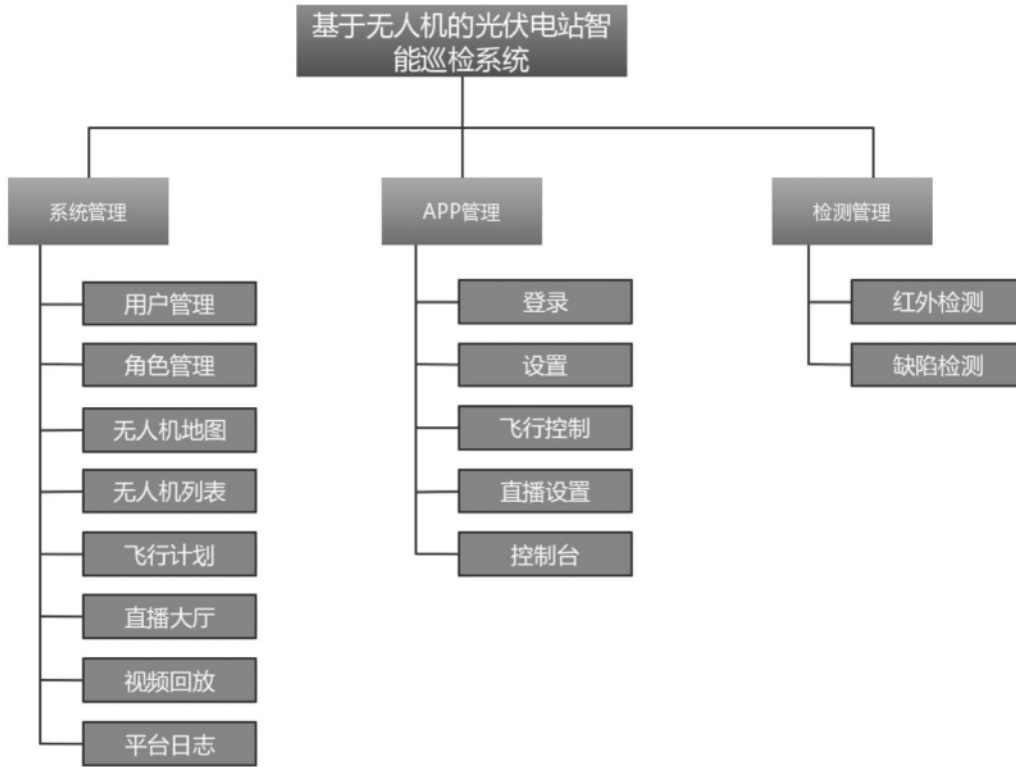 基于无人机的光伏电站智
能巡检系统
系统管理
APP管理
检测管理
用户管理
角色管理
无人机地图
无人机列表
飞行计划
直播大厅
视频回放
平台日志
登录
设置
飞行控制
直播设置
控制台
红外检测
缺陷检测